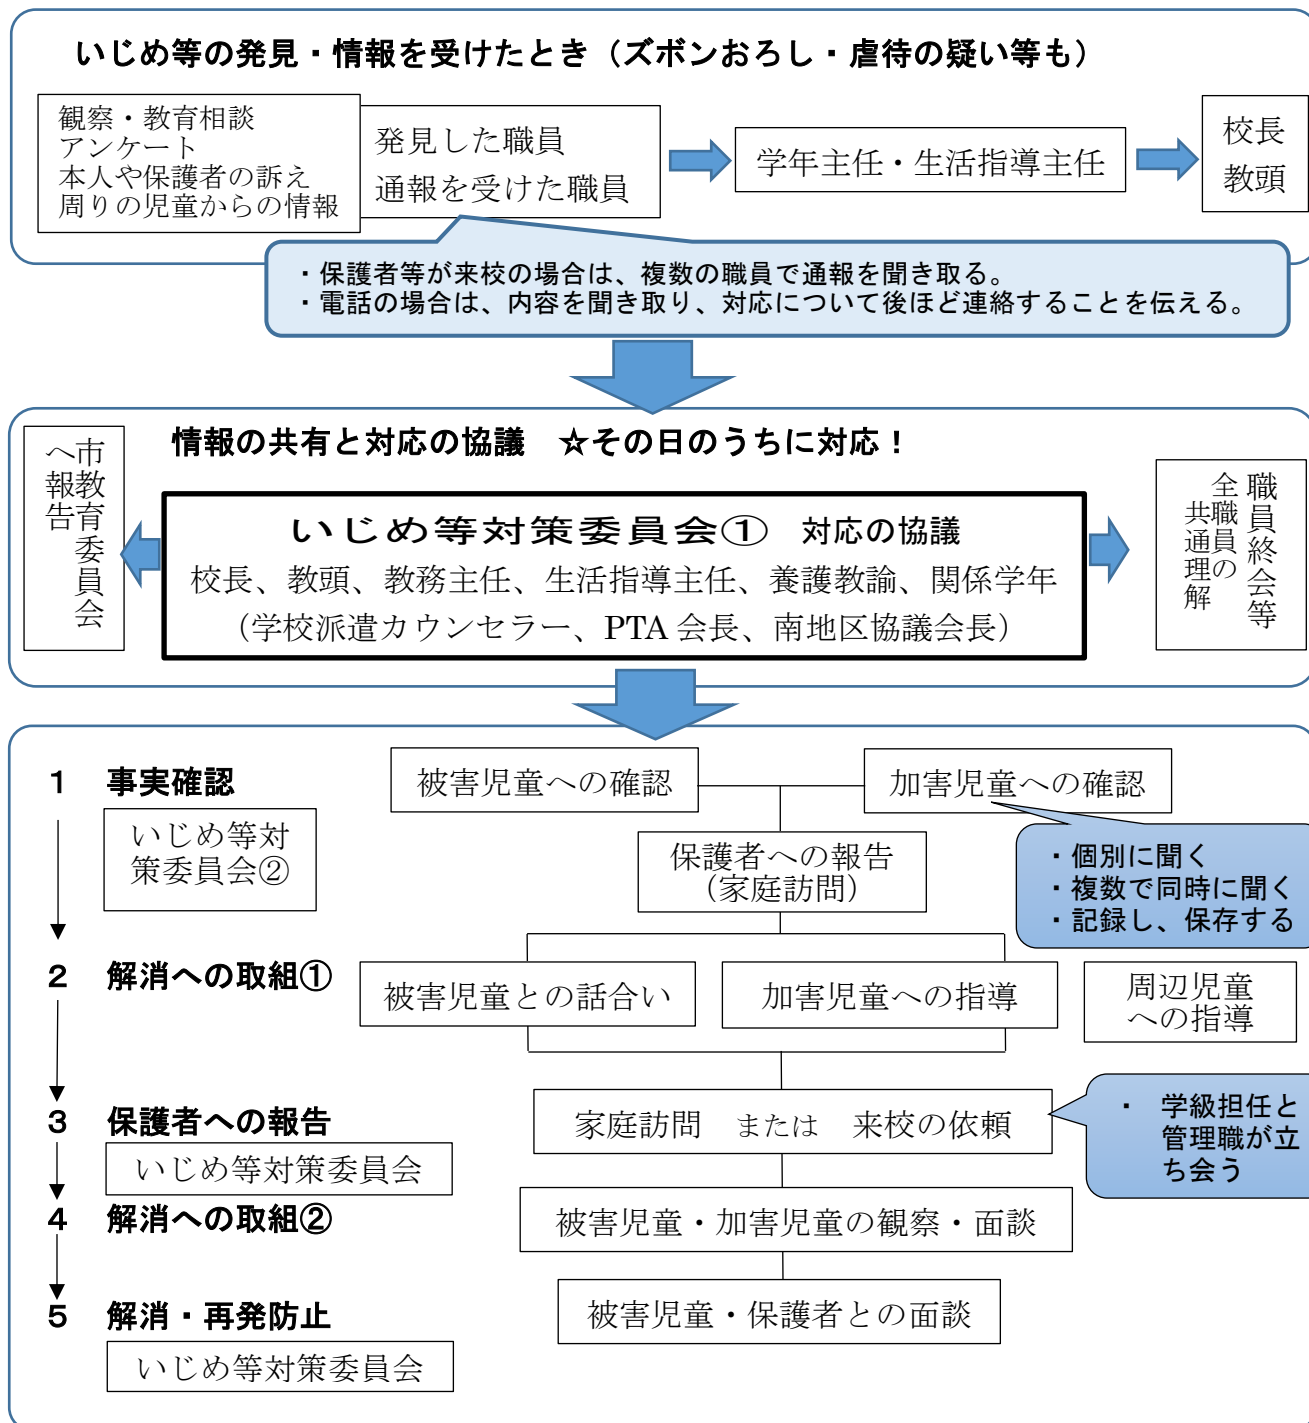 いじめ等の発見・情報を受けたとき（ズボンおろし・虐待の疑い等も）
観察・教育相談
アンケート
本人や保護者の訴え
周りの児童からの情報
発見した職員
通報を受けた職員
学年主任・生活指導主任
校長
教頭
・保護者等が来校の場合は、複数の職員で通報を聞き取る。
・電話の場合は、内容を聞き取り、対応について後ほど連絡することを伝える。
情報の共有と対応の協議　☆その日のうちに対応！
市教育委員会
へ報告
いじめ等対策委員会①　対応の協議
校長、教頭、教務主任、生活指導主任、養護教諭、関係学年
（学校派遣カウンセラー、PTA 会長、南地区協議会長）
職員終会等
全職員の
共通理解
１　事実確認
いじめ等対
策委員会②
被害児童への確認
加害児童への確認
保護者への報告
（家庭訪問）
・個別に聞く
・複数で同時に聞く
・記録し、保存する
２　解消への取組①
被害児童との話合い
加害児童への指導
周辺児童
への指導
３　保護者への報告
いじめ等対策委員会
家庭訪問　または　来校の依頼
・　学級担任と
管理職が立
ち会う
４　解消への取組②
被害児童・加害児童の観察・面談
５　解消・再発防止
いじめ等対策委員会
被害児童・保護者との面談